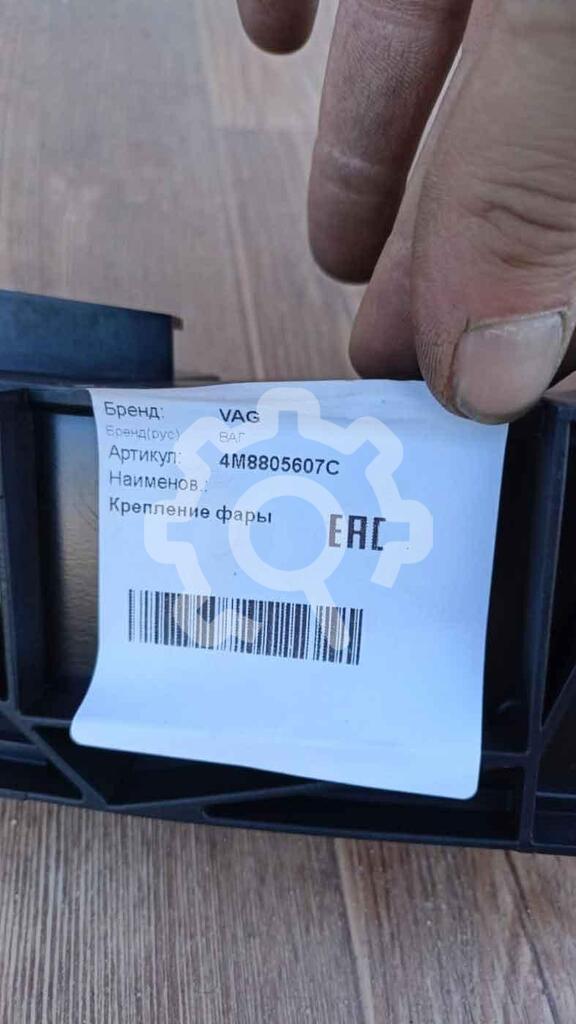 Бренд: VAG
Бренд(рус) ВАГ
Артикул: 4M8805607C
Наименов.:
Крепление фары
EAC